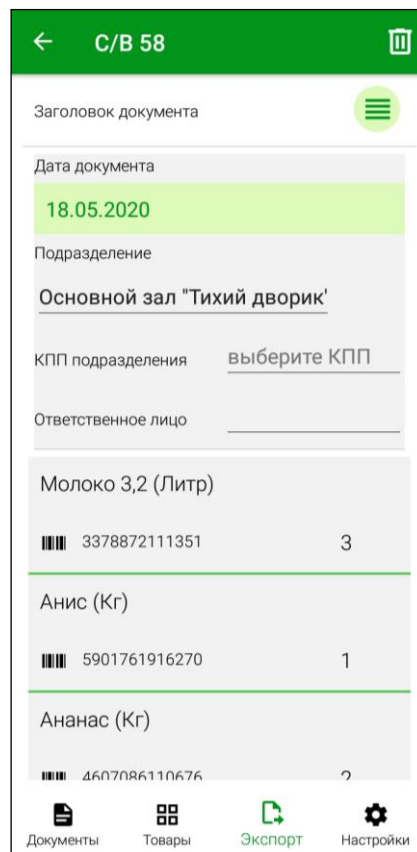 С/В 58
Заголовок документа
Дата документа
18.05.2020
Подразделение
Основной зал "Тихий дворик'
КПП подразделения выберите КПП
Ответственное лицо
Молоко 3,2 (Литр)
3378872111351 3
Анис (Кг)
5901761916270 1
Ананас (Кг)
4607086110676 2
Документы Товары Экспорт Настройки